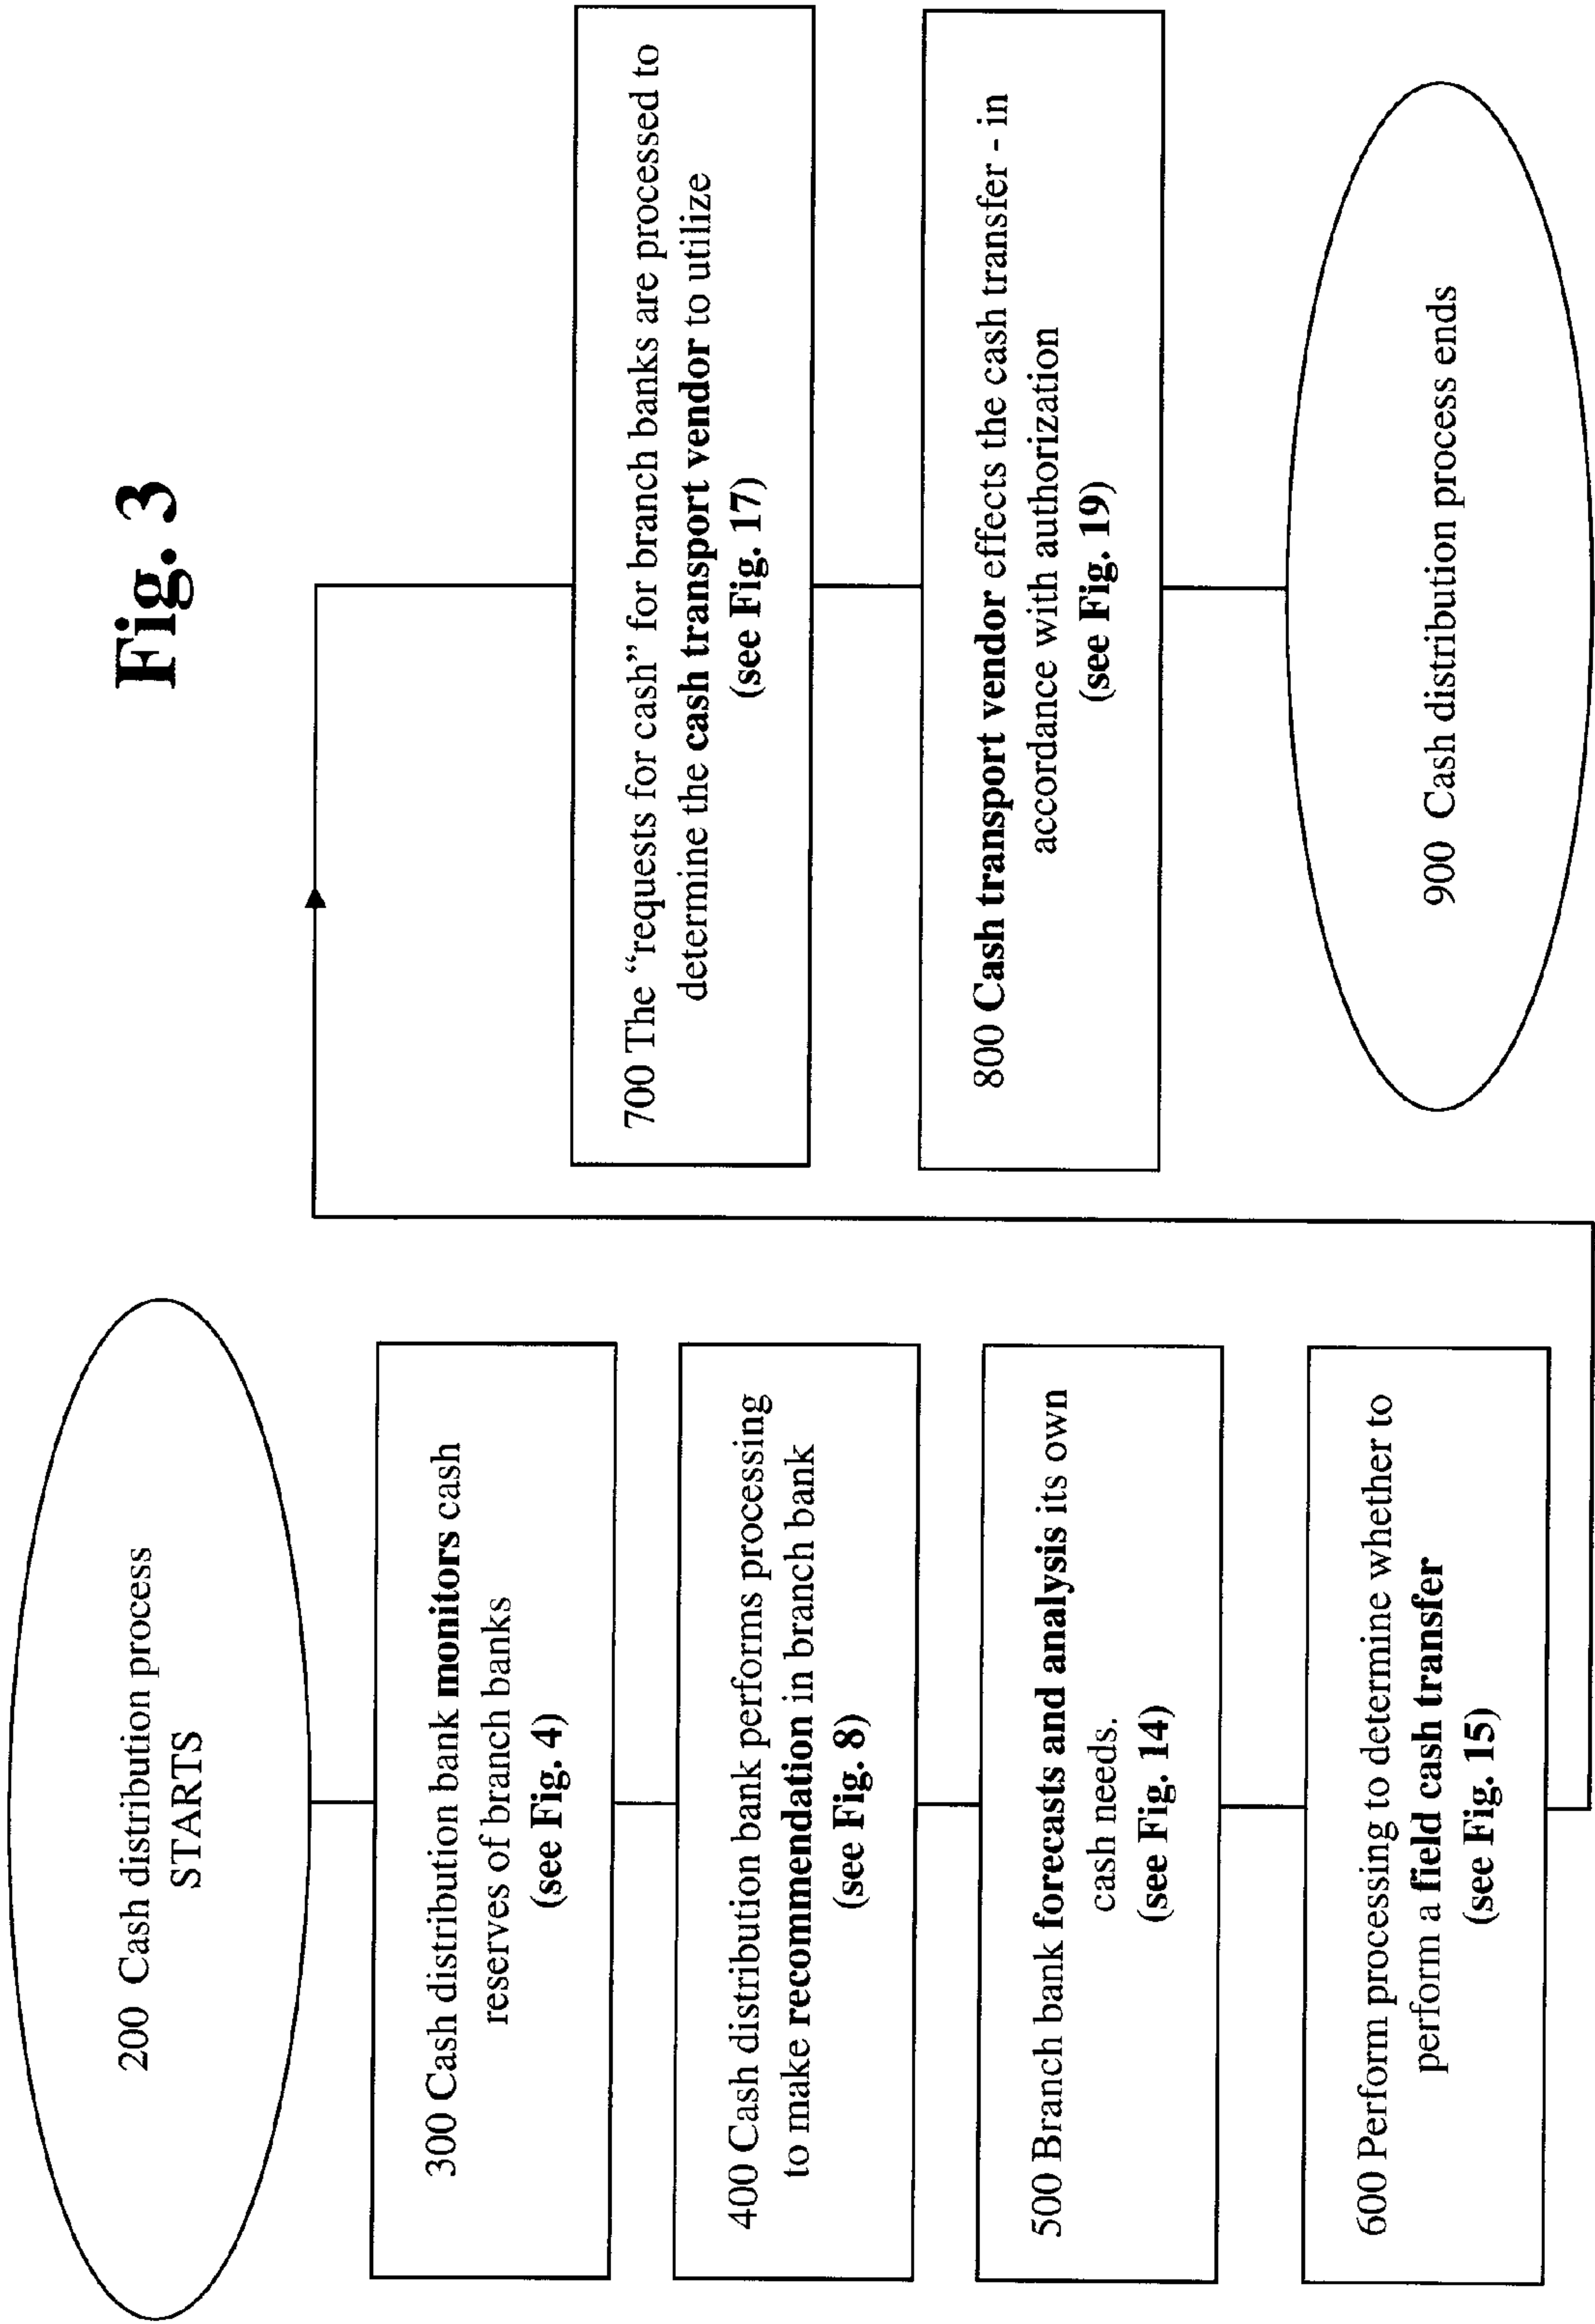 Fig. 3
200 Cash distribution process
STARTS
300 Cash distribution bank monitors cash
reserves of branch banks
(see Fig. 4)
400 Cash distribution bank performs processing
to make recommendation in branch bank
(see Fig. 8)
500 Branch bank forecasts and analysis its own
cash needs.
(see Fig. 14)
600 Perform processing to determine whether to
perform a field cash transfer
(see Fig. 15)
700 The “requests for cash” for branch banks are processed to
determine the cash transport vendor to utilize
(see Fig. 17)
800 Cash transport vendor effects the cash transfer - in
accordance with authorization
(see Fig. 19)
900 Cash distribution process ends